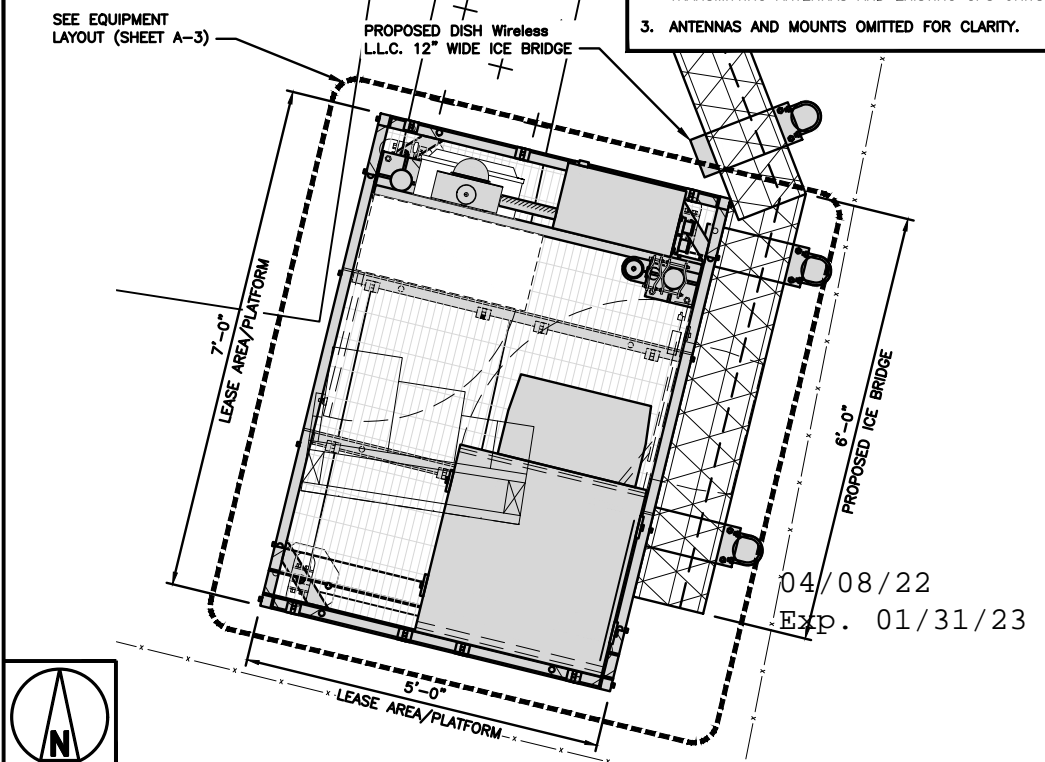 SEE EQUIPMENT
LAYOUT (SHEET A-3)
PROPOSED DISH Wireless
L.L.C. 12" WIDE ICE BRIDGE
3. ANTENNAS AND MOUNTS OMITTED FOR CLARITY.
7'-0"
LEASE AREA/PLATFORM
6'-0"
PROPOSED ICE BRIDGE
04/08/22
Exp. 01/31/23
5'-0"
LEASE AREA/PLATFORM
N